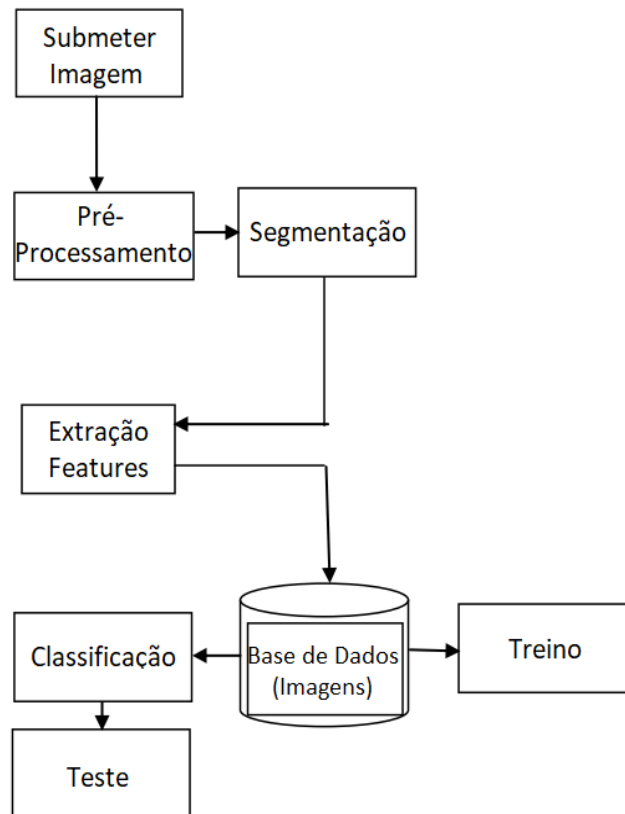 Submeter
Imagem
Pré-
Processamento
Segmentação
Extração
Features
Classificação
Base de Dados
(Imagens)
Treino
Teste